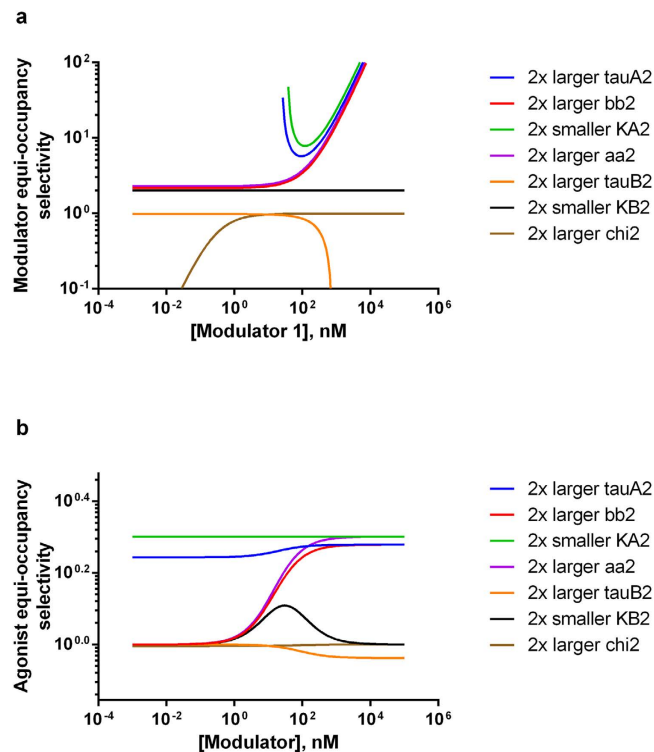 a
Modulator equi-occupancy
selectivity
10^2
10^1
10^0
10^-1
10^-4
10^-2
10^0
10^2
10^4
10^6
[Modulator 1], nM
2x larger tauA2
2x larger bb2
2x smaller KA2
2x larger aa2
2x larger tauB2
2x smaller KB2
2x larger chi2
b
Agonist equi-occupancy
selectivity
10^0.4
10^0.2
10^0.0
10^-4
10^-2
10^0
10^2
10^4
10^6
[Modulator], nM
2x larger tauA2
2x larger bb2
2x smaller KA2
2x larger aa2
2x larger tauB2
2x smaller KB2
2x larger chi2